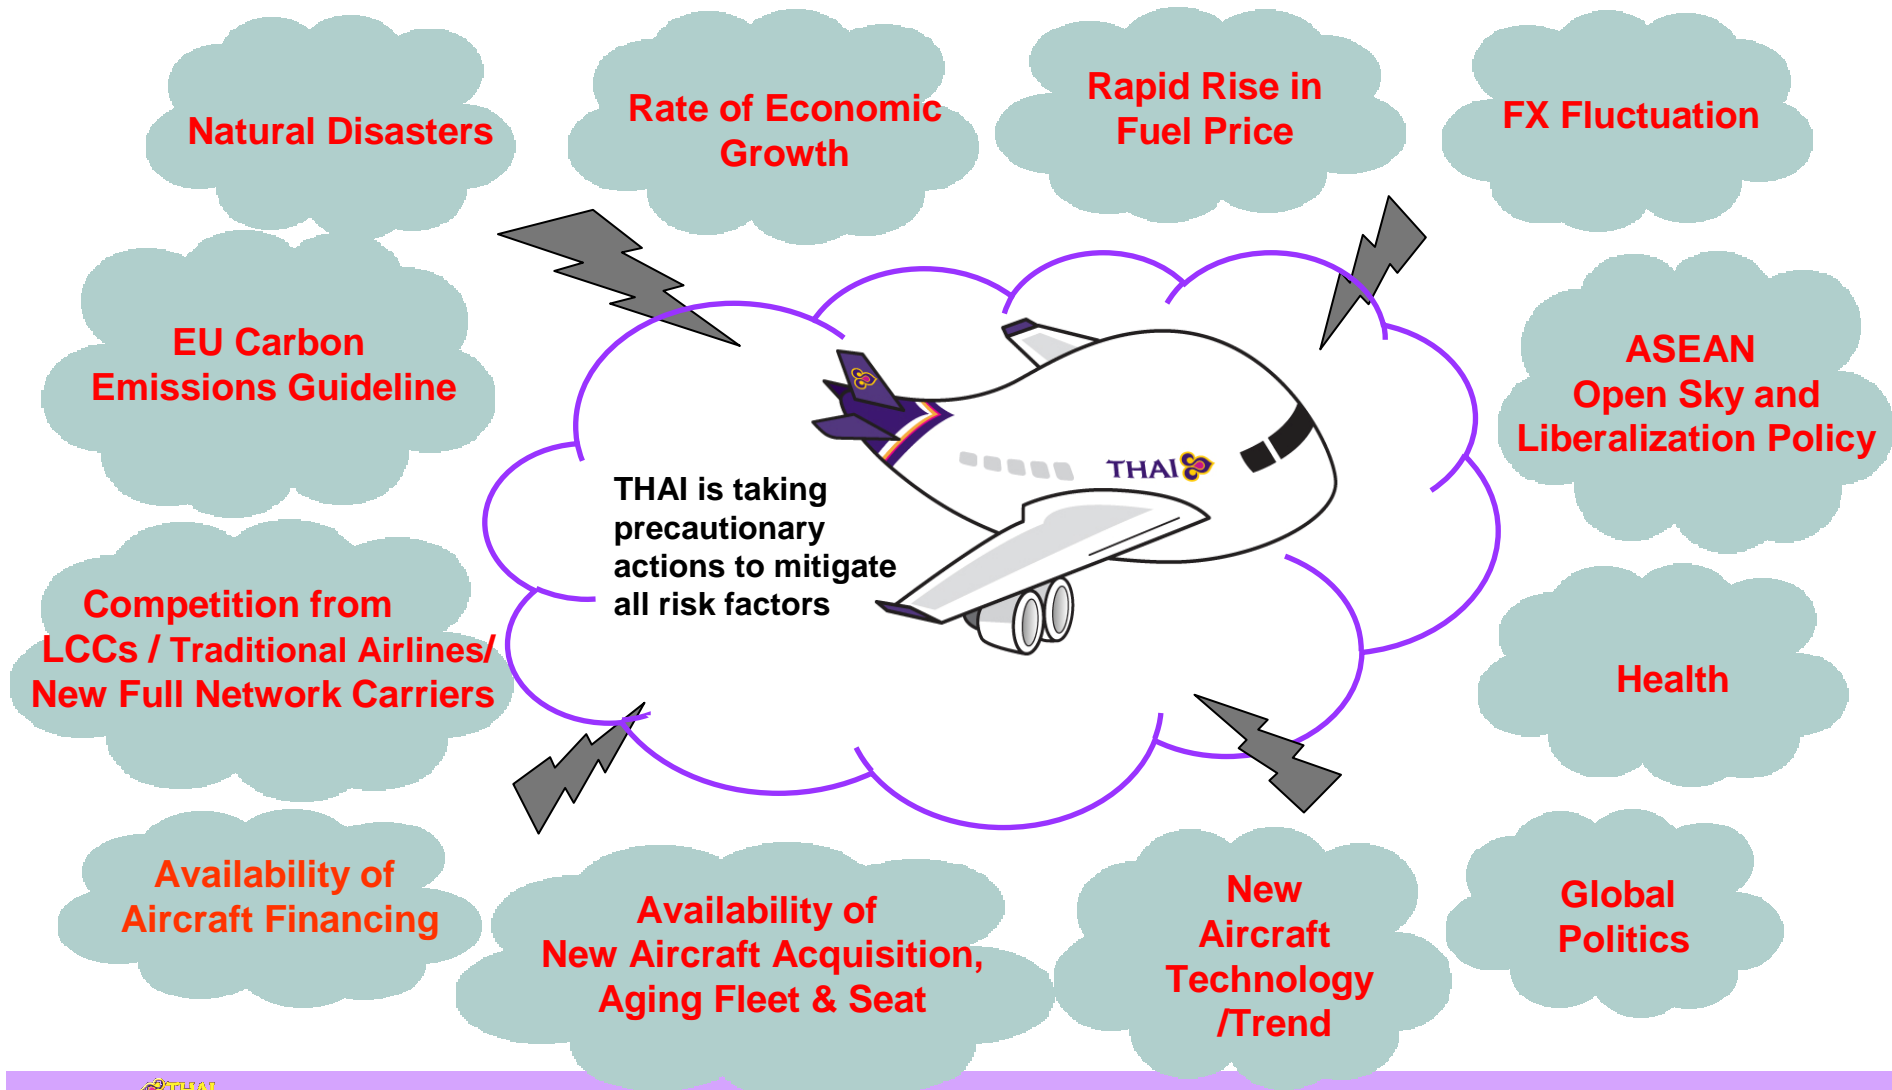 Natural Disasters
Rate of Economic
Growth
Rapid Rise in
Fuel Price
FX Fluctuation
EU Carbon
Emissions Guideline
ASEAN
Open Sky and
Liberalization Policy
THAI
THAI is taking
precautionary
actions to mitigate
all risk factors
Competition from
LCCs / Traditional Airlines/
New Full Network Carriers
Health
Availability of
Aircraft Financing
Availability of
New Aircraft Acquisition,
Aging Fleet & Seat
New
Aircraft
Technology
/Trend
Global
Politics
THAI